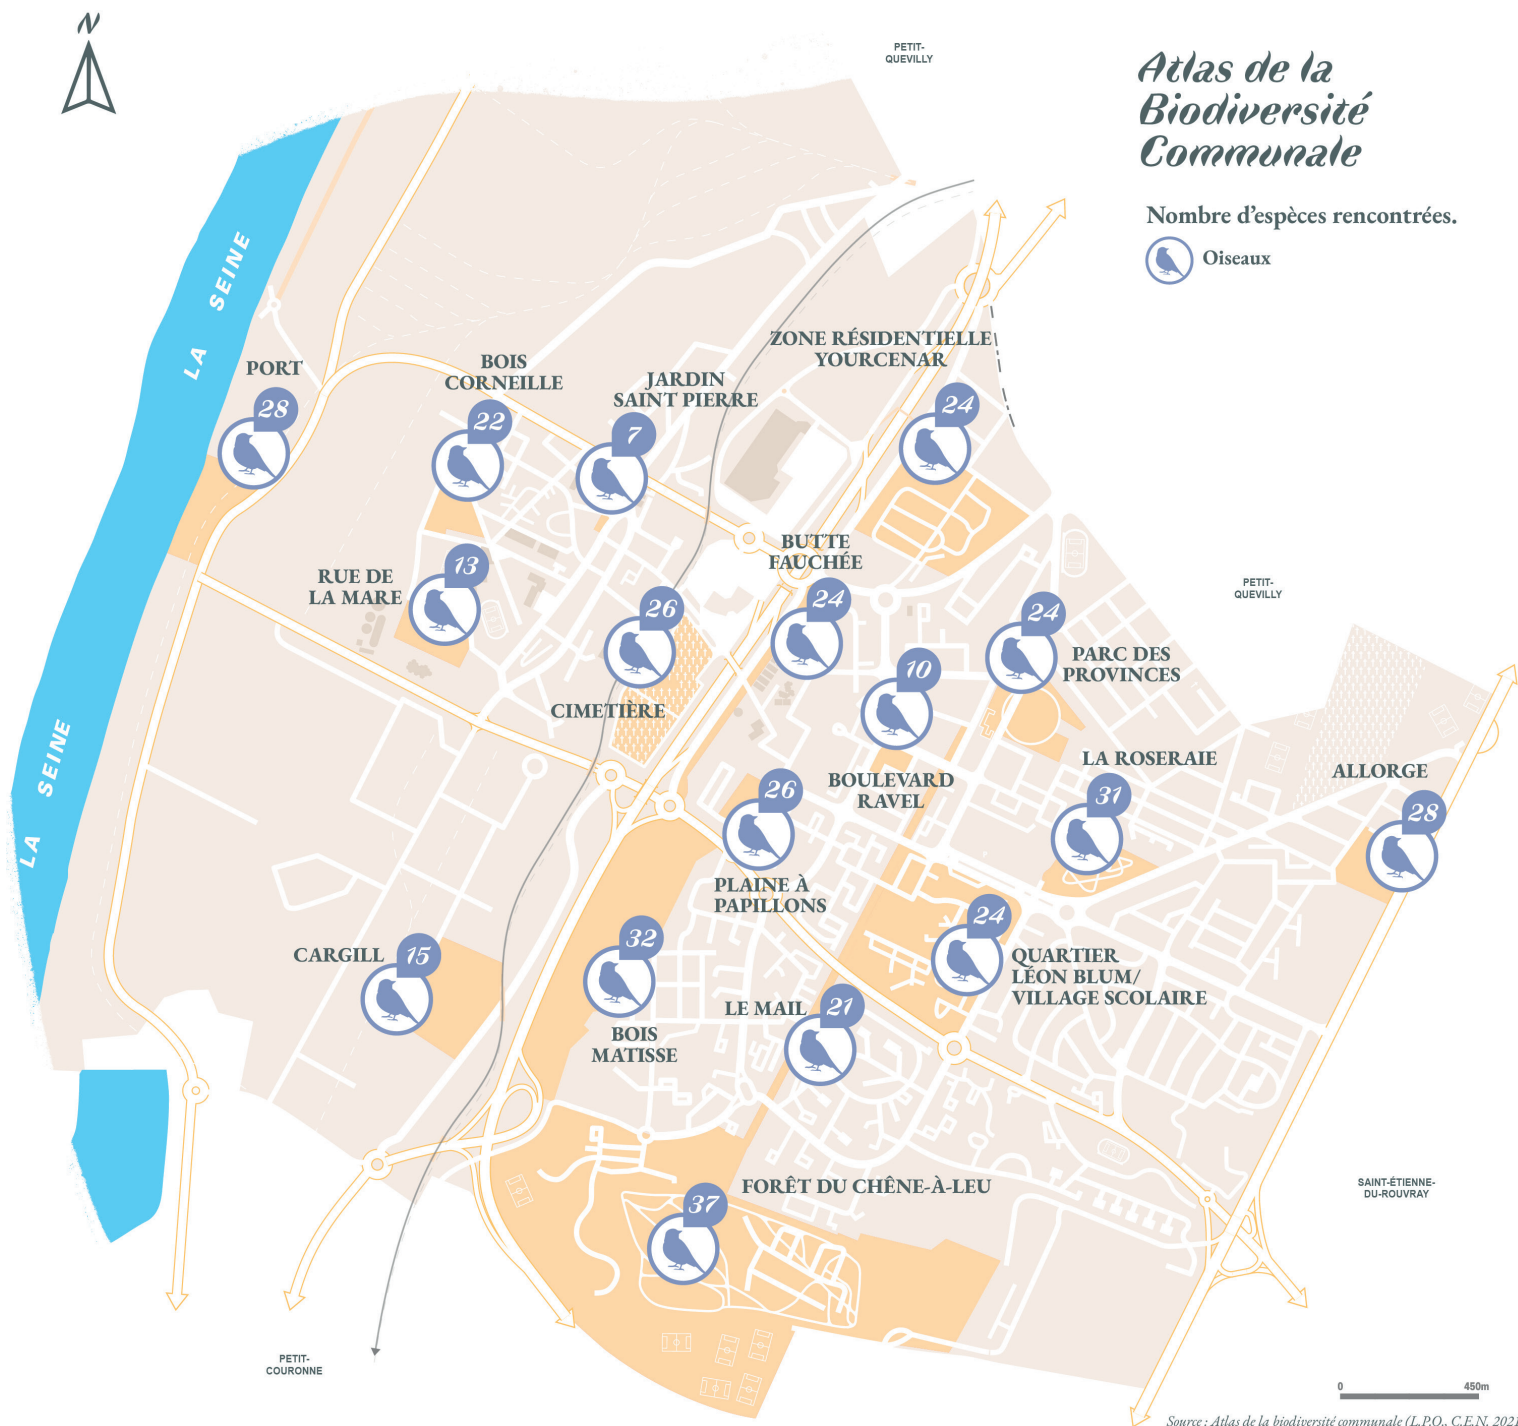 N
PETIT-
QUEVILLY
Atlas de la
Biodiversité
Communale
Nombre d'espèces rencontrées.
Oiseaux
LA SEINE
ZONE RÉSIDENTIELLE
YOURCENAR
24
PORT
28
BOIS
CORNEILLE
22
JARDIN
SAINT PIERRE
7
BUTTE
FAUCHÉE
24
RUE DE
LA MARE
13
CIMETIÈRE
26
PETIT-
QUEVILLY
24
PARC DES
PROVINCES
10
BOULEVARD
RAVEL
LA SEINE
LA ROSERAIE
31
ALLORGE
28
26
PLAINE À
PAPILLONS
CARGILL
15
32
BOIS
MATISSE
24
QUARTIER
LÉON BLUM/
VILLAGE SCOLAIRE
LE MAIL
21
FORÊT DU CHÊNE-À-LEU
37
SAINT-ÉTIENNE-
DU-ROUVRAY
PETIT-
COURONNE
0 450m
Source : Atlas de la biodiversité communale (L.P.O., C.E.N. 2021